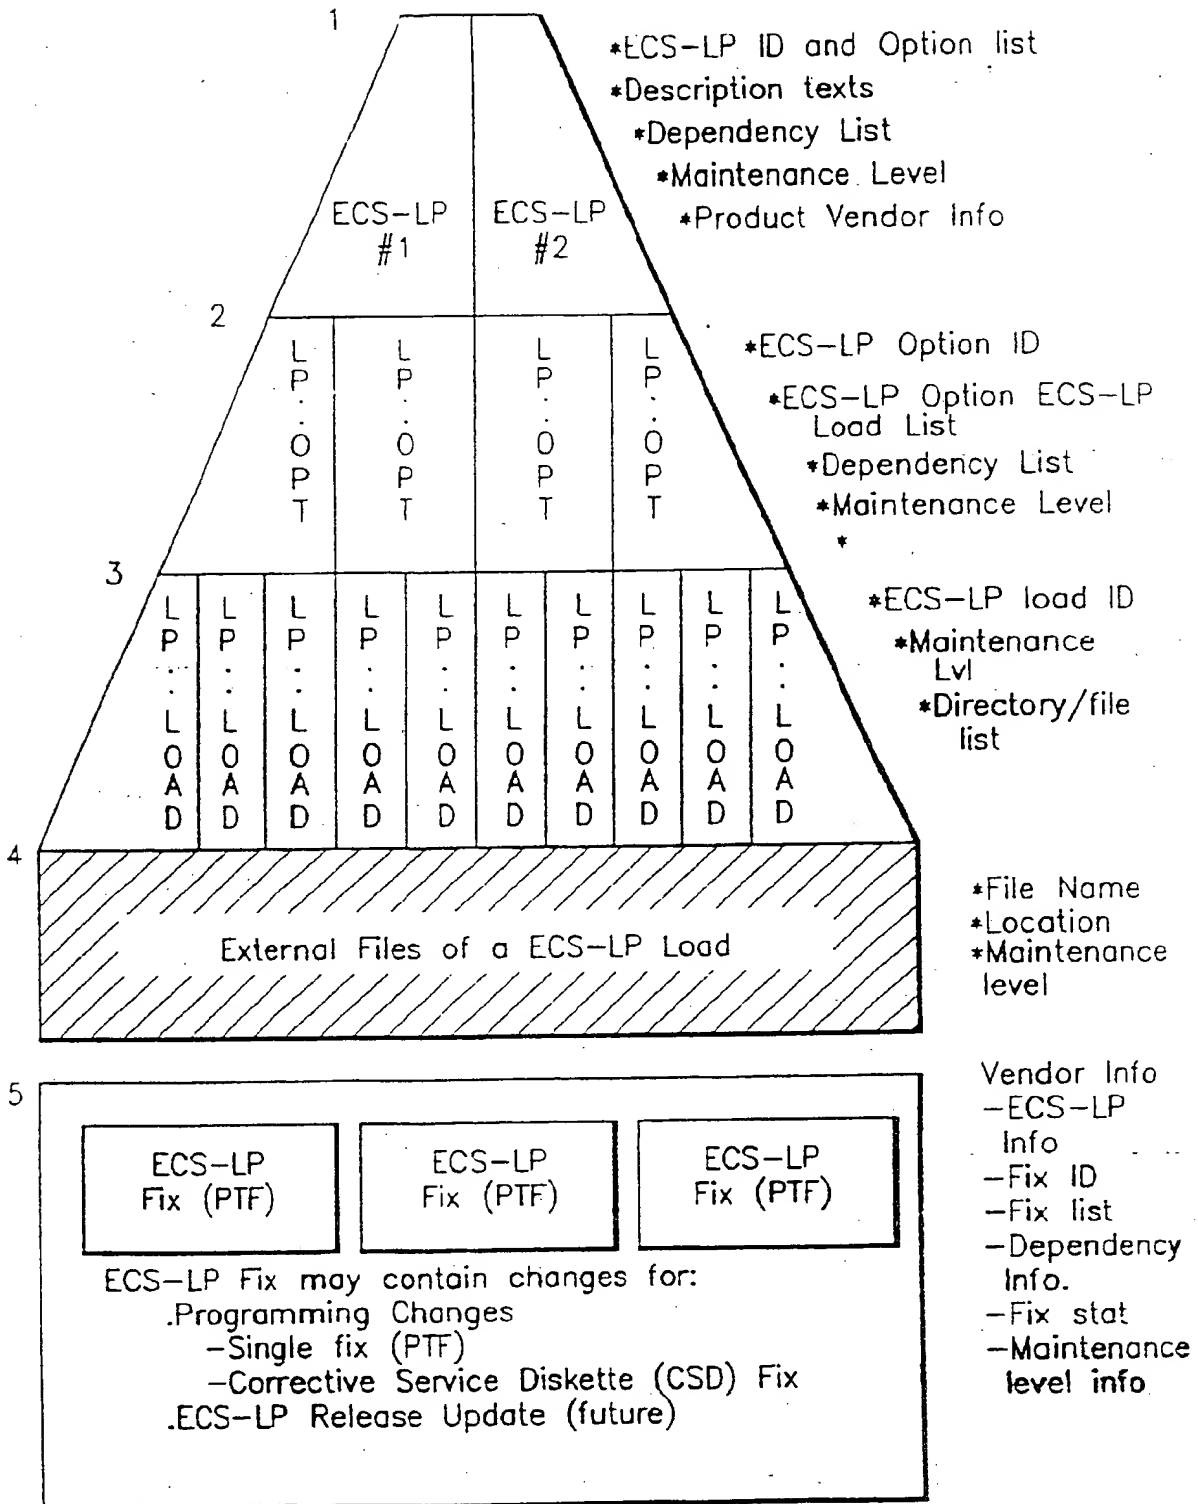 1
*ECS-LP ID and Option list
*Description texts
*Dependency List
*Maintenance Level
*Product Vendor Info
ECS-LP
#1
ECS-LP
#2
2
LP..OPT
LP..OPT
LP..OPT
LP..OPT
*ECS-LP Option ID
*ECS-LP Option ECS-LP
Load List
*Dependency List
*Maintenance Level
*
3
LP..LOAD
LP..LOAD
LP..LOAD
LP..LOAD
LP..LOAD
LP..LOAD
LP..LOAD
LP..LOAD
LP..LOAD
LP..LOAD
*ECS-LP load ID
*Maintenance
Lvl
*Directory/file
list
4
External Files of a ECS-LP Load
*File Name
*Location
*Maintenance
level
5
ECS-LP
Fix (PTF)
ECS-LP
Fix (PTF)
ECS-LP
Fix (PTF)
ECS-LP Fix may contain changes for:
.Programming Changes
-Single fix (PTF)
-Corrective Service Diskette (CSD) Fix
.ECS-LP Release Update (future)
Vendor Info
-ECS-LP
Info
-Fix ID
-Fix list
-Dependency
Info.
-Fix stat
-Maintenance
level info